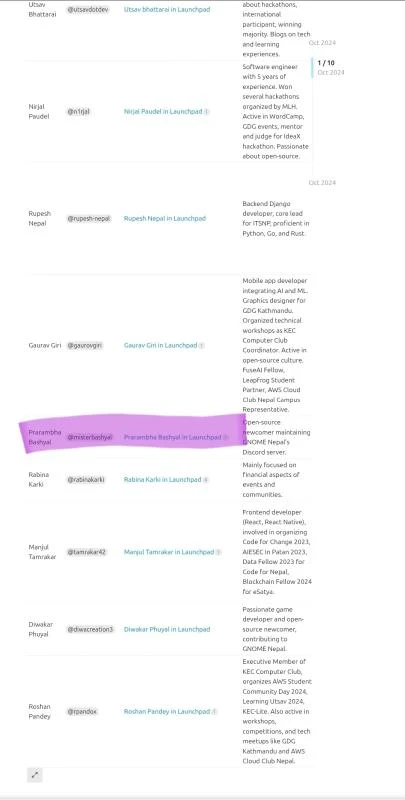 Utsav
Bhattarai
@utsavdotdev
Utsav bhattarai in Launchpad
about hackathons,
international
participant, winning
majority. Blogs on tech
and learning
experiences.
Oct 2024
1 / 10
Oct 2024
Nirjal
Paudel
@n1rjal
Nirjal Paudel in Launchpad 1
Software engineer
with 5 years of
experience. Won
several hackathons
organized by MLH.
Active in WordCamp,
GDG events, mentor
and judge for IdeaX
hackathon. Passionate
about open-source.
Oct 2024
Rupesh
Nepal
@rupesh-nepal
Rupesh Nepal in Launchpad
Backend Django
developer, core lead
for ITSNP, proficient in
Python, Go, and Rust.
Gaurav Giri
@gaurovgiri
Gaurav Giri in Launchpad 1
Mobile app developer
integrating AI and ML.
Graphics designer for
GDG Kathmandu.
Organized technical
workshops as KEC
Computer Club
Coordinator. Active in
open-source culture.
FuseAI Fellow,
Leapfrog Student
Partner, AWS Cloud
Club Nepal Campus
Representative.
Prarambha
Bashyal
@misterbashyal
Prarambha Bashyal in Launchpad
Open-source
newcomer maintaining
GNOME Nepal's
Discord server.
Rabina
Karki
@rabinakarki
Rabina Karki in Launchpad
Mainly focused on
financial aspects of
events and
communities.
Manjul
Tamrakar
@tamrakar42
Manjul Tamrakar in Launchpad 1
Frontend developer
(React, React Native),
involved in organizing
Code for Change 2023,
AIESEC in Patan 2023,
Data Fellow 2023 for
Code for Nepal,
Blockchain Fellow 2024
for eSatya.
Diwakar
Phuyal
@diwacreation3
Diwakar Phuyal in Launchpad
Passionate game
developer and open-
source newcomer,
contributing to
GNOME Nepal.
Roshan
Pandey
@rpandox
Roshan Pandey in Launchpad 1
Executive Member of
KEC Computer Club,
organizes AWS Student
Community Day 2024,
Learning Utsav 2024,
KEC-Lite. Also active in
workshops,
competitions, and tech
meetups like GDG
Kathmandu and AWS
Cloud Club Nepal.